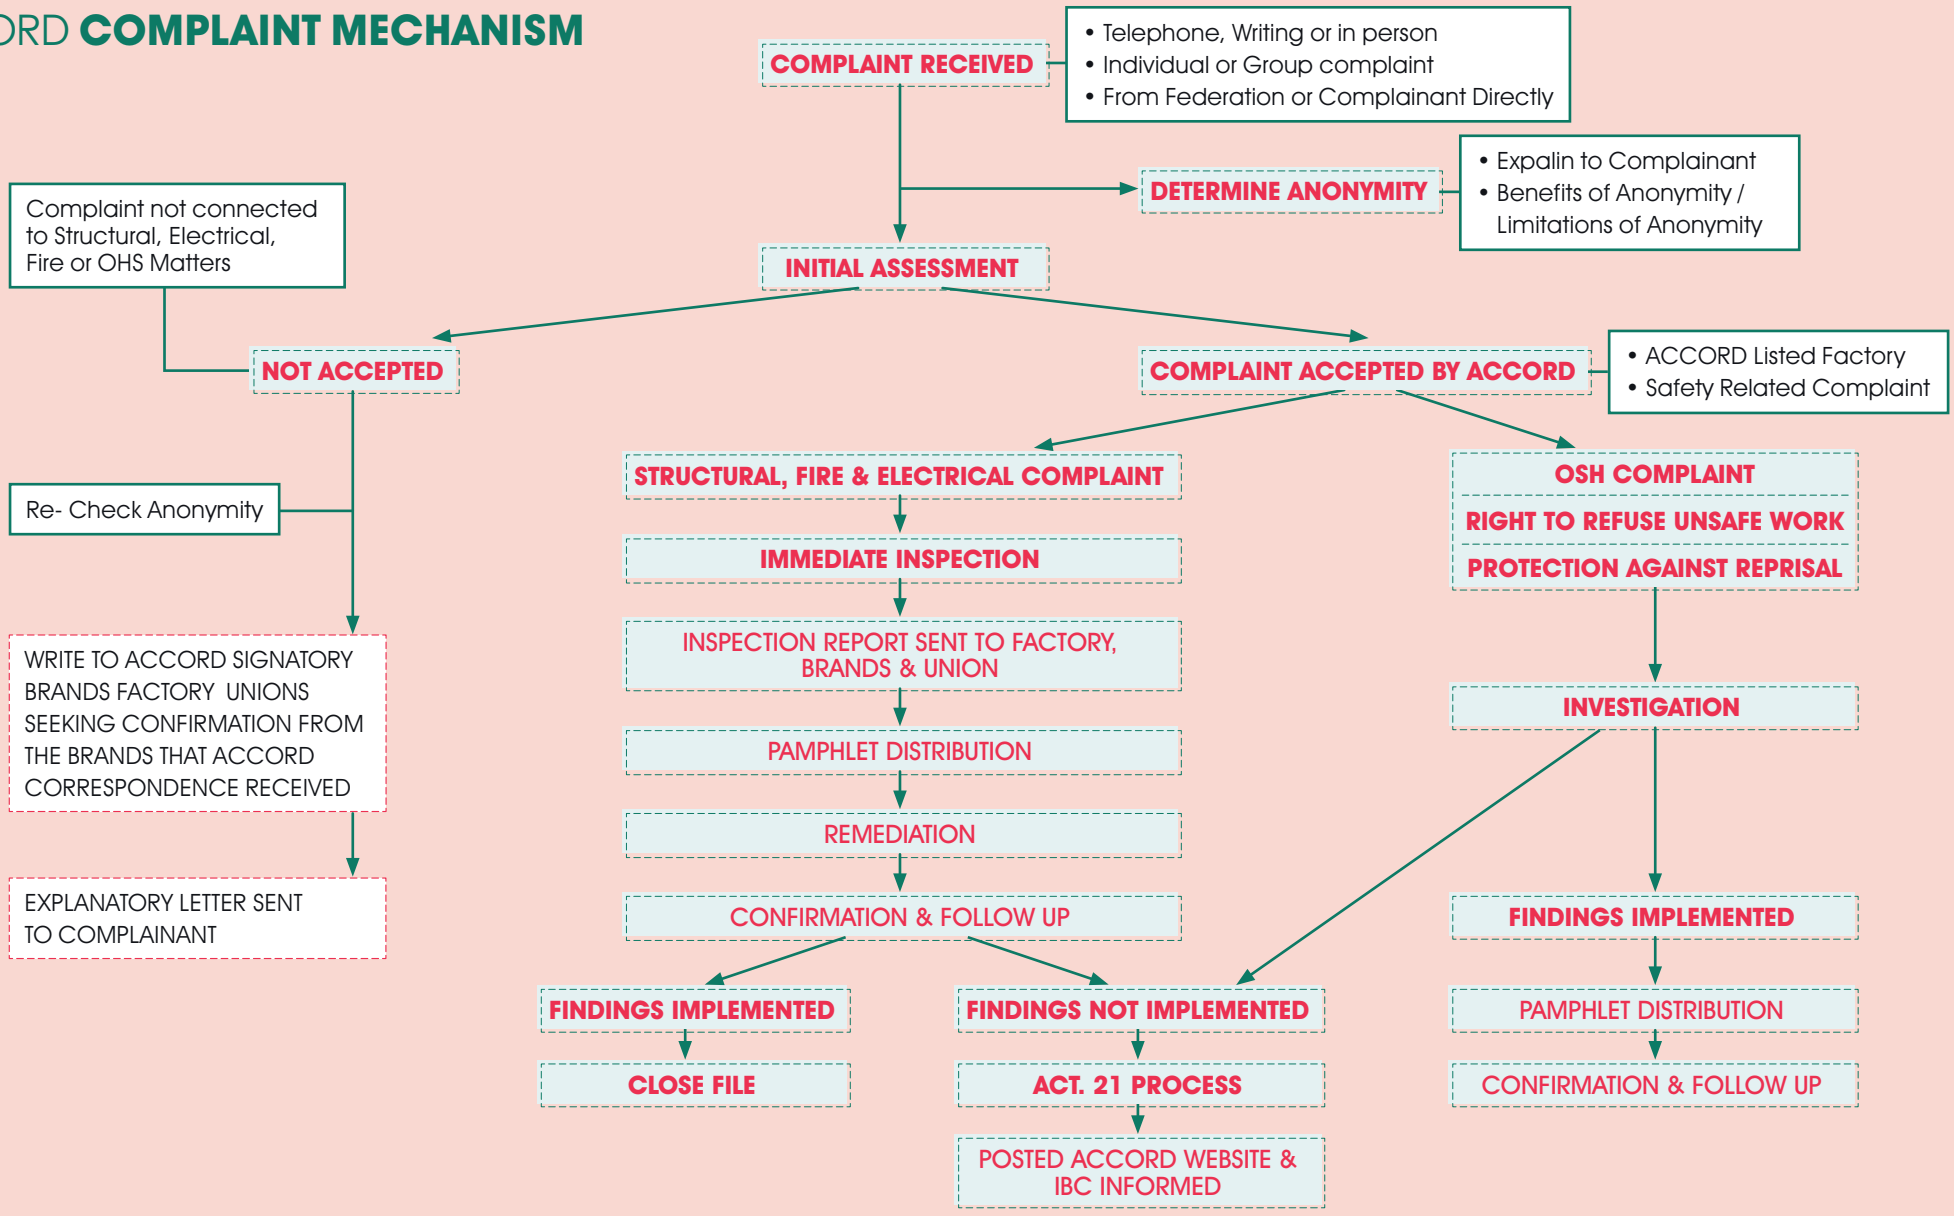 ORD COMPLAINT MECHANISM
COMPLAINT RECEIVED
• Telephone, Writing or in person
• Individual or Group complaint
• From Federation or Complainant Directly
DETERMINE ANONYMITY
• Expalin to Complainant
• Benefits of Anonymity /
Limitations of Anonymity
Complaint not connected
to Structural, Electrical,
Fire or OHS Matters
INITIAL ASSESSMENT
NOT ACCEPTED
COMPLAINT ACCEPTED BY ACCORD
• ACCORD Listed Factory
• Safety Related Complaint
Re- Check Anonymity
WRITE TO ACCORD SIGNATORY
BRANDS FACTORY UNIONS
SEEKING CONFIRMATION FROM
THE BRANDS THAT ACCORD
CORRESPONDENCE RECEIVED
EXPLANATORY LETTER SENT
TO COMPLAINANT
STRUCTURAL, FIRE & ELECTRICAL COMPLAINT
IMMEDIATE INSPECTION
INSPECTION REPORT SENT TO FACTORY,
BRANDS & UNION
PAMPHLET DISTRIBUTION
REMEDIATION
CONFIRMATION & FOLLOW UP
FINDINGS IMPLEMENTED
CLOSE FILE
FINDINGS NOT IMPLEMENTED
ACT. 21 PROCESS
POSTED ACCORD WEBSITE &
IBC INFORMED
OSH COMPLAINT
RIGHT TO REFUSE UNSAFE WORK
PROTECTION AGAINST REPRISAL
INVESTIGATION
FINDINGS IMPLEMENTED
PAMPHLET DISTRIBUTION
CONFIRMATION & FOLLOW UP